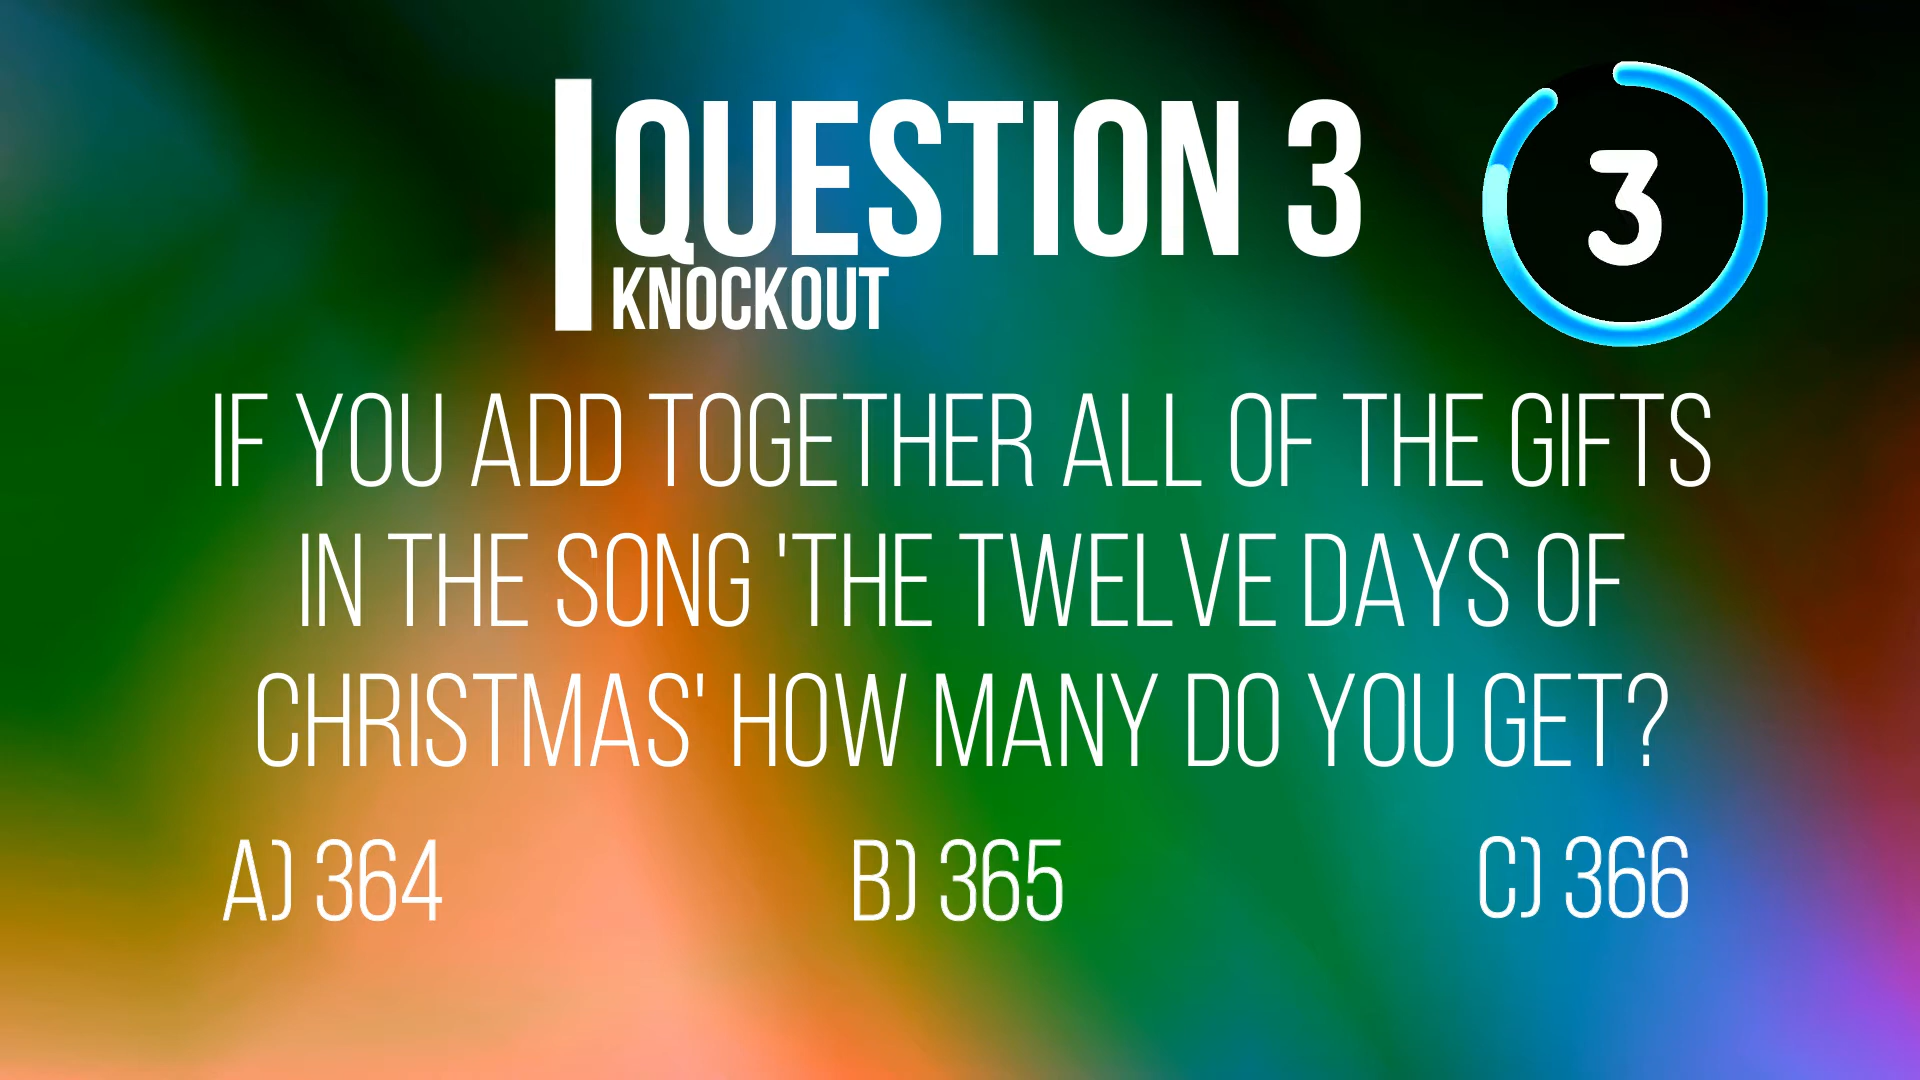 QUESTION 3
KNOCKOUT
3
IF YOU ADD TOGETHER ALL OF THE GIFTS
IN THE SONG 'THE TWELVE DAYS OF
CHRISTMAS' HOW MANY DO YOU GET?
A) 364 B) 365 C) 366